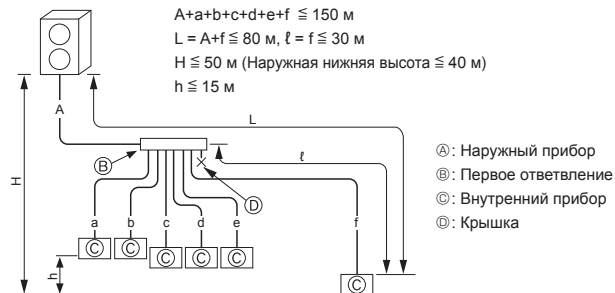 A+a+b+c+d+e+f ≦ 150 м
L = A+f ≦ 80 м, ℓ = f ≦ 30 м
H ≦ 50 м (Наружная нижняя высота ≦ 40 м)
h ≦ 15 м
A
L
H
Ⓑ
ℓ
Ⓓ
a b c d e f
h
Ⓒ Ⓒ Ⓒ Ⓒ Ⓒ Ⓒ
Ⓐ: Наружный прибор
Ⓑ: Первое ответвление
Ⓒ: Внутренний прибор
Ⓓ: Крышка